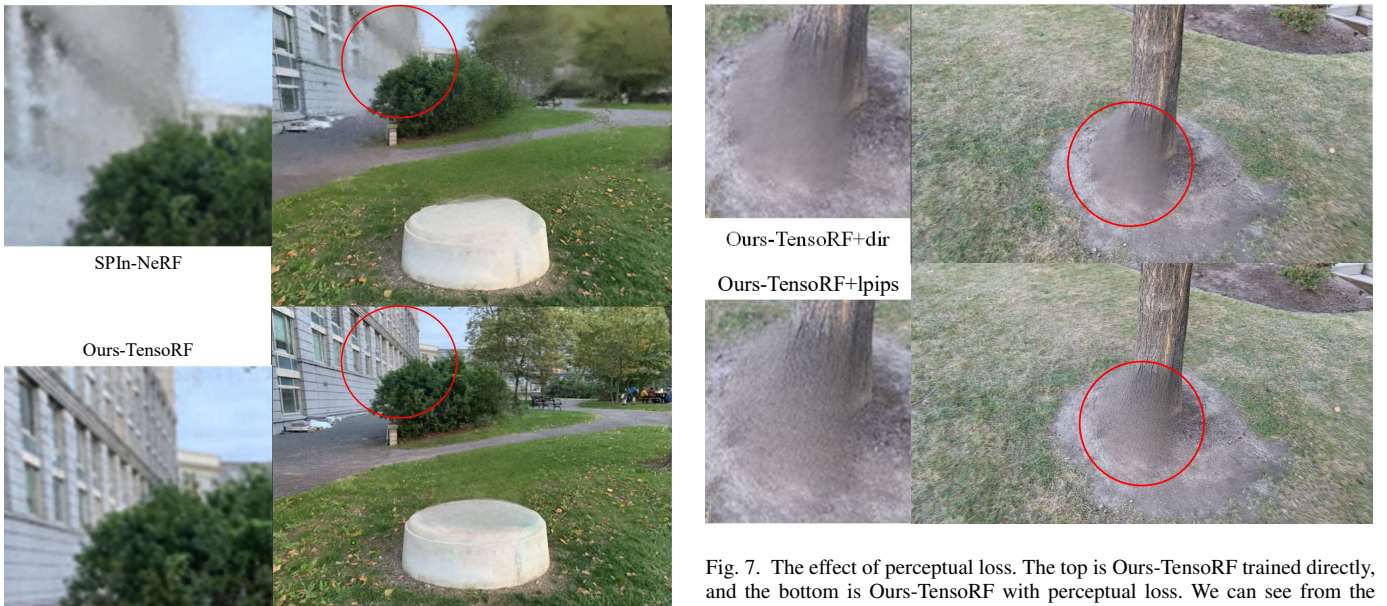 SPIn-NeRF
Ours-TensoRF
Ours-TensoRF+dir
Ours-TensoRF+lpips
Fig. 7. The effect of perceptual loss. The top is Ours-TensoRF trained directly,
and the bottom is Ours-TensoRF with perceptual loss. We can see from the